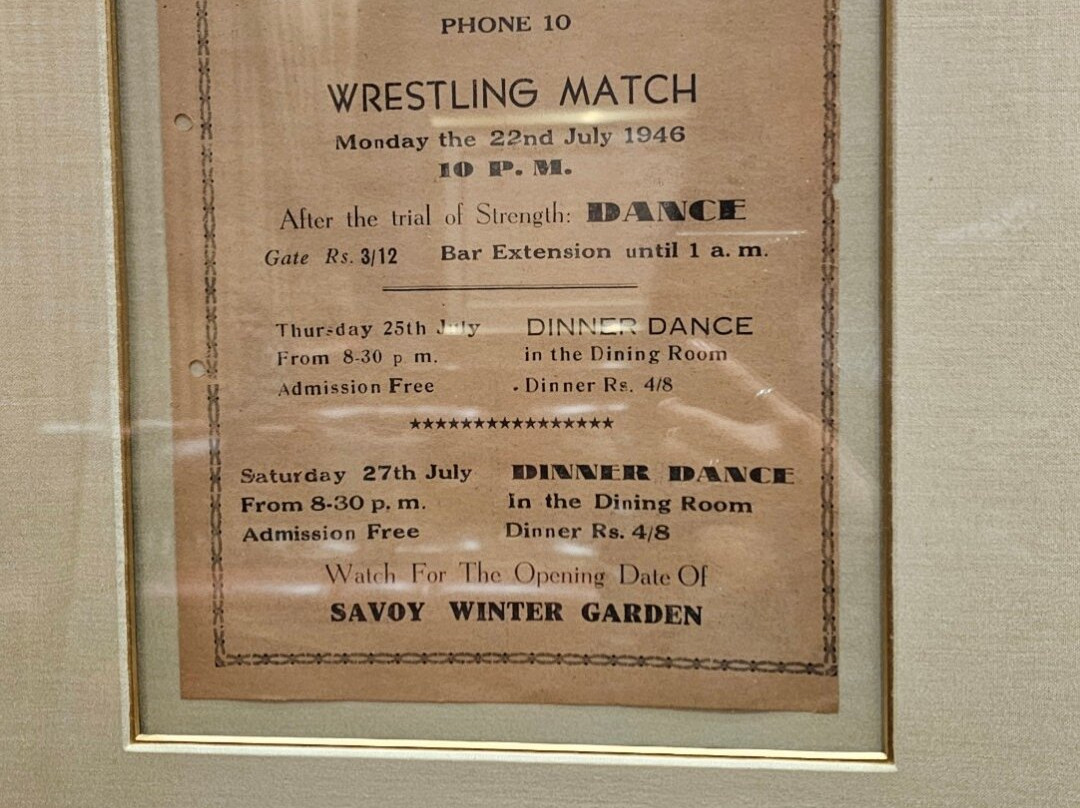 PHONE 10
WRESTLING MATCH
Monday the 22nd July 1946
10 P. M.
After the trial of Strength: DANCE
Gate Rs. 3/12 Bar Extension until 1 a. m.
Thursday 25th July DINNER DANCE
From 8-30 p m. in the Dining Room
Admission Free Dinner Rs. 4/8
****************
Saturday 27th July DINNER DANCE
From 8-30 p. m. In the Dining Room
Admission Free Dinner Rs. 4/8
Watch For The Opening Date Of
SAVOY WINTER GARDEN